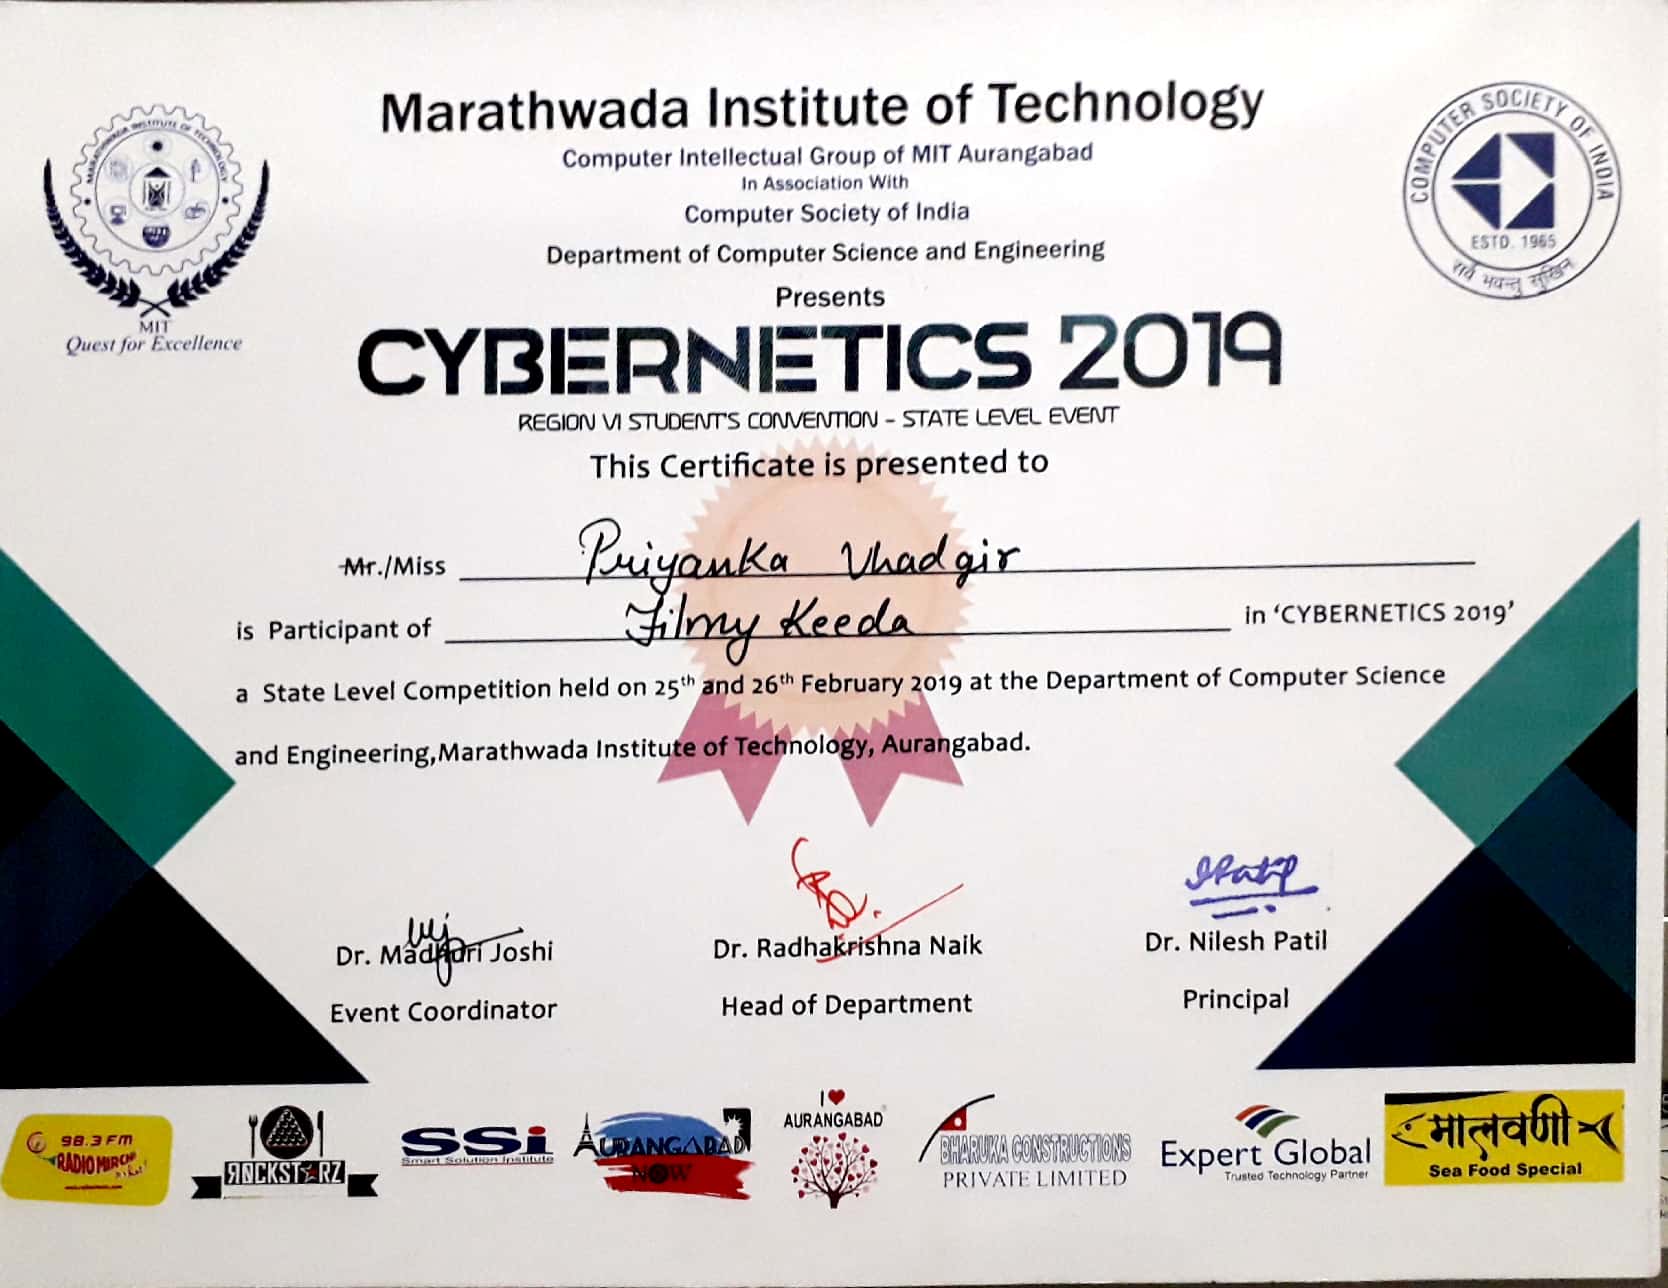 Marathwada Institute of Technology
Computer Intellectual Group of MIT Aurangabad
In Association With
Computer Society of India
Department of Computer Science and Engineering
Presents
MARATHWADA INSTITUTE OF TECHNOLOGY
MIT
Quest for Excellence
COMPUTER SOCIETY OF INDIA
ESTD. 1965
सर्वे भवन्तु सुखिनः
CYBERNETICS 2019
REGION VI STUDENT'S CONVENTION - STATE LEVEL EVENT
This Certificate is presented to
Mr./Miss Priyanka Vhadgir
is Participant of Filmy Keeda in ‘CYBERNETICS 2019’
a State Level Competition held on 25th and 26th February 2019 at the Department of Computer Science
and Engineering,Marathwada Institute of Technology, Aurangabad.
Dr. Madhuri Joshi
Event Coordinator
Dr. Radhakrishna Naik
Head of Department
Dr. Nilesh Patil
Principal
98.3 FM
RADIO MIRCHI
ROCKSTARZ
SSi
Smart Solution Institute
AURANGABAD
NOW
I
AURANGABAD
BHARUKA CONSTRUCTIONS
PRIVATE LIMITED
Expert Global
Trusted Technology Partner
मालवणी
Sea Food Special